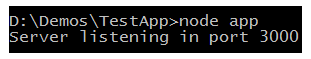 D:\Demos\TestApp>node app
Server listening in port 3000